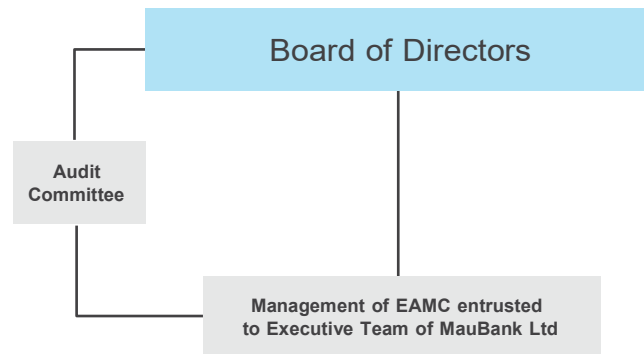 Board of Directors
Audit
Committee
Management of EAMC entrusted
to Executive Team of MauBank Ltd